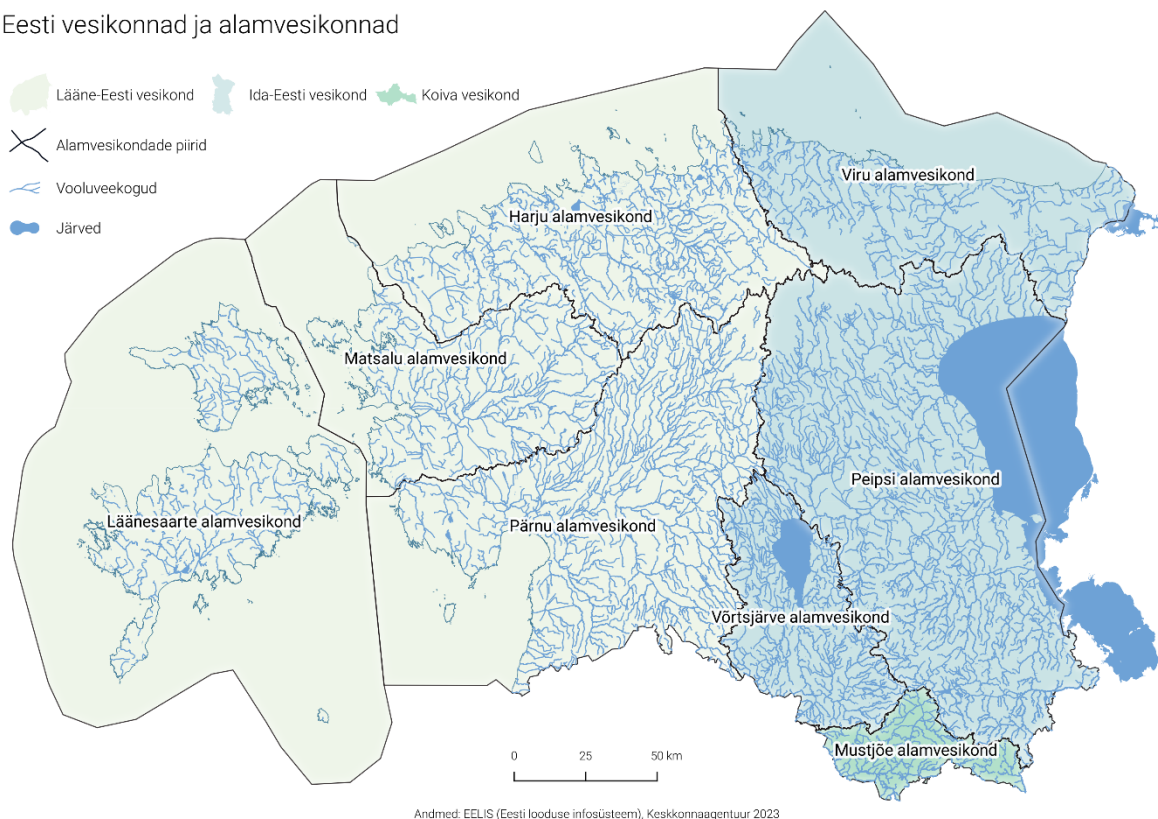 Eesti vesikonnad ja alamvesikonnad
Lääne-Eesti vesikond
Ida-Eesti vesikond
Koiva vesikond
Alamvesikondade piirid
Vooluveekogud
Järved
Viru alamvesikond
Harju alamvesikond
Matsalu alamvesikond
Peipsi alamvesikond
Läänesaarte alamvesikond
Pärnu alamvesikond
Võrtsjärve alamvesikond
Mustjõe alamvesikond
0 25 50 km
Andmed: EELIS (Eesti looduse infosüsteem), Keskkonnaagentuur 2023